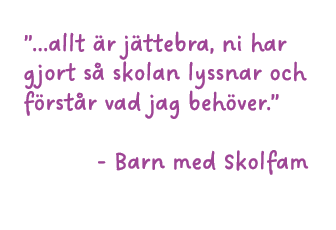 "...allt är jättebra, ni har
gjort så skolan lyssnar och
förstår vad jag behöver."
- Barn med Skolfam